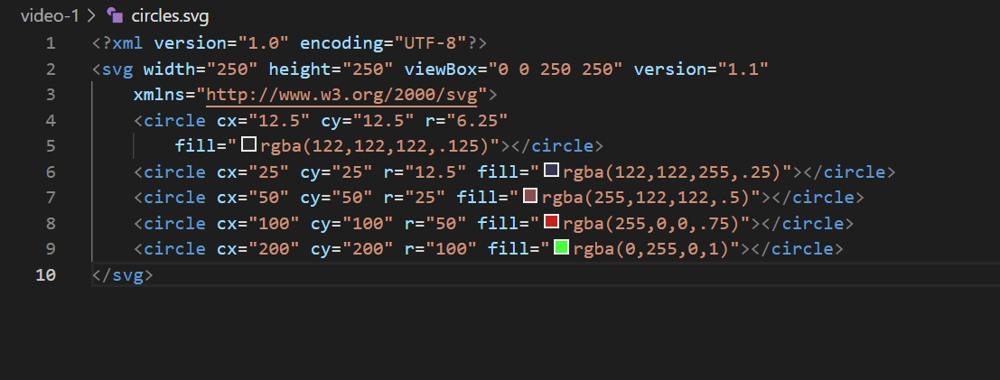 video-1 > circles.svg
1 <?xml version="1.0" encoding="UTF-8"?>
2 <svg width="250" height="250" viewBox="0 0 250 250" version="1.1"
3 xmlns="http://www.w3.org/2000/svg">
4 <circle cx="12.5" cy="12.5" r="6.25"
5 fill="rgba(122,122,122,.125)"></circle>
6 <circle cx="25" cy="25" r="12.5" fill="rgba(122,122,255,.25)"></circle>
7 <circle cx="50" cy="50" r="25" fill="rgba(255,122,122,.5)"></circle>
8 <circle cx="100" cy="100" r="50" fill="rgba(255,0,0,.75)"></circle>
9 <circle cx="200" cy="200" r="100" fill="rgba(0,255,0,1)"></circle>
10 </svg>